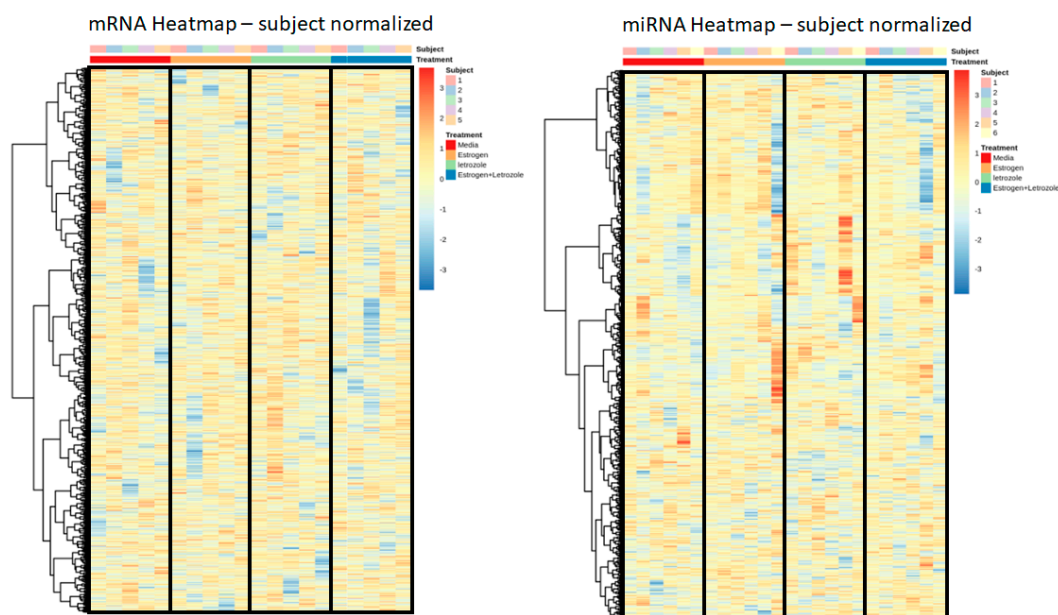 mRNA Heatmap – subject normalized
Subject
Treatment
3
2
1
0
-1
-2
-3
Subject
1
2
3
4
5
Treatment
Media
Estrogen
letrozole
Estrogen+Letrozole
miRNA Heatmap – subject normalized
Subject
Treatment
3
2
1
0
-1
-2
-3
Subject
1
2
3
4
5
6
Treatment
Media
Estrogen
letrozole
Estrogen+Letrozole